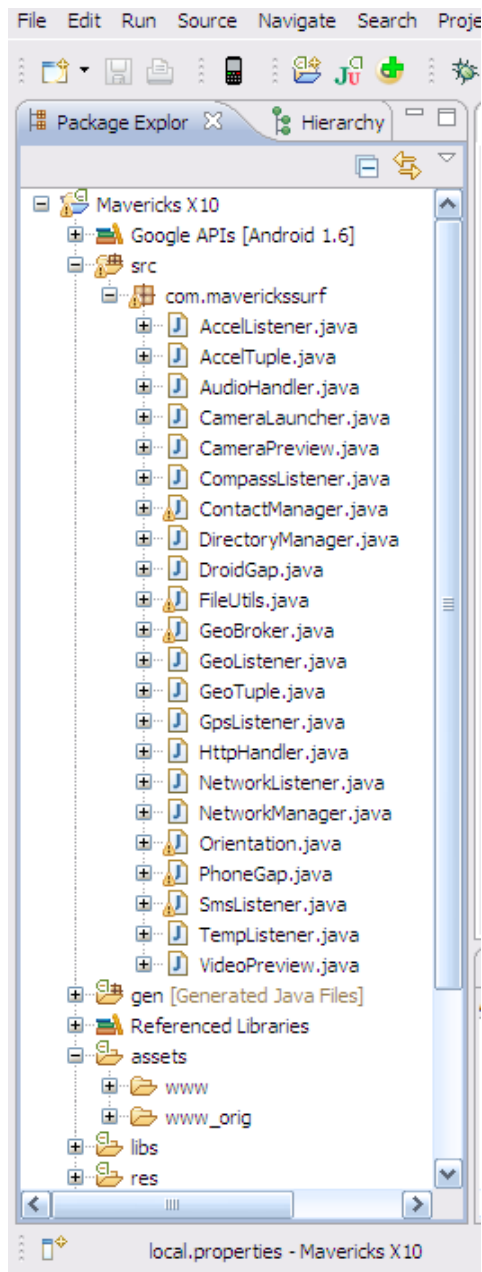 File Edit Run Source Navigate Search Proje
Package Explor Hierarchy
Mavericks X10
Google APIs [Android 1.6]
src
com.maverickssurf
AccelListener.java
AccelTuple.java
AudioHandler.java
CameraLauncher.java
CameraPreview.java
CompassListener.java
ContactManager.java
DirectoryManager.java
DroidGap.java
FileUtils.java
GeoBroker.java
GeoListener.java
GeoTuple.java
GpsListener.java
HttpHandler.java
NetworkListener.java
NetworkManager.java
Orientation.java
PhoneGap.java
SmsListener.java
TempListener.java
VideoPreview.java
gen [Generated Java Files]
Referenced Libraries
assets
www
www_orig
libs
res
local.properties - Mavericks X10